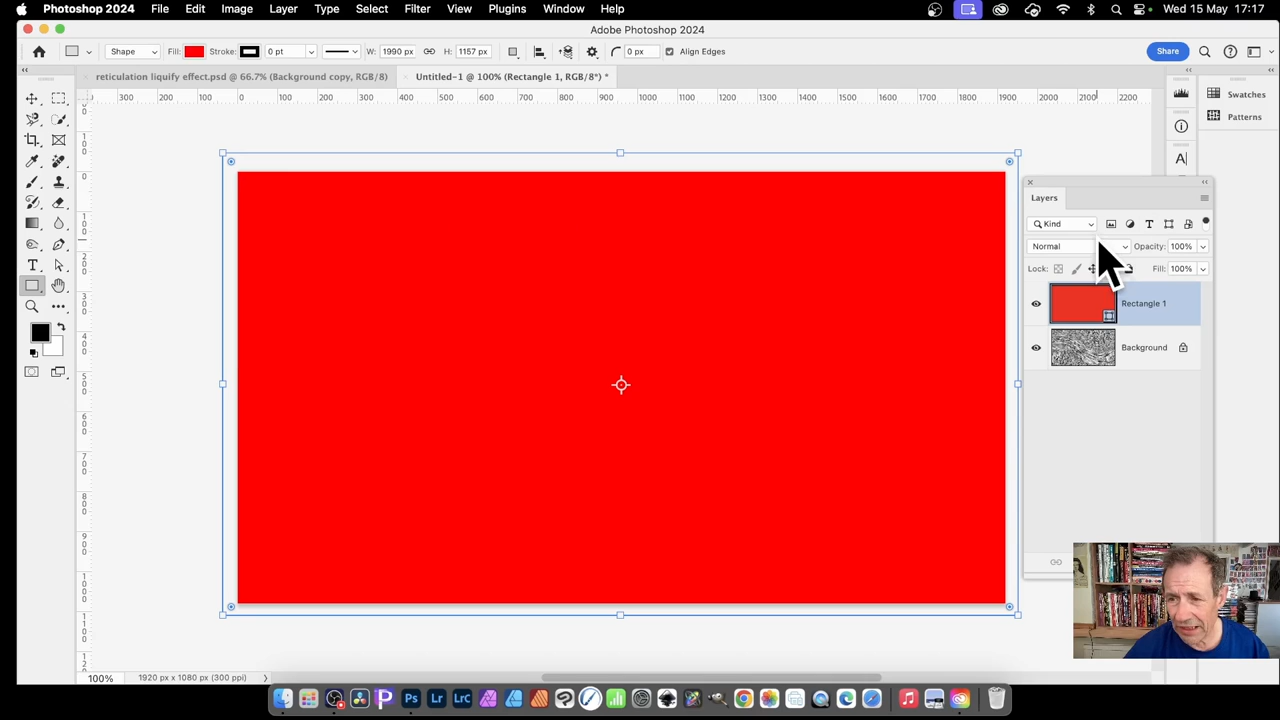 Photoshop 2024 File Edit Image Layer Type Select Filter View Plugins Window Help Wed 15 May 17:17
Adobe Photoshop 2024
Shape Fill: Stroke: 0 pt W: 1990 px H: 1157 px 0 px Align Edges Share
reticulation liquify effect.psd @ 66.7% (Background copy, RGB/8) Untitled-1 @ 100% (Rectangle 1, RGB/8*) *
300 200 100 0 100 200 300 400 500 600 700 800 900 1000 1100 1200 1300 1400 1500 1600 1700 1800 1900 2000 2100 2200
Swatches
Patterns
Layers
Kind
Normal Opacity: 100%
Lock: Fill: 100%
Rectangle 1
Background
100% 1920 px x 1080 px (300 ppi)